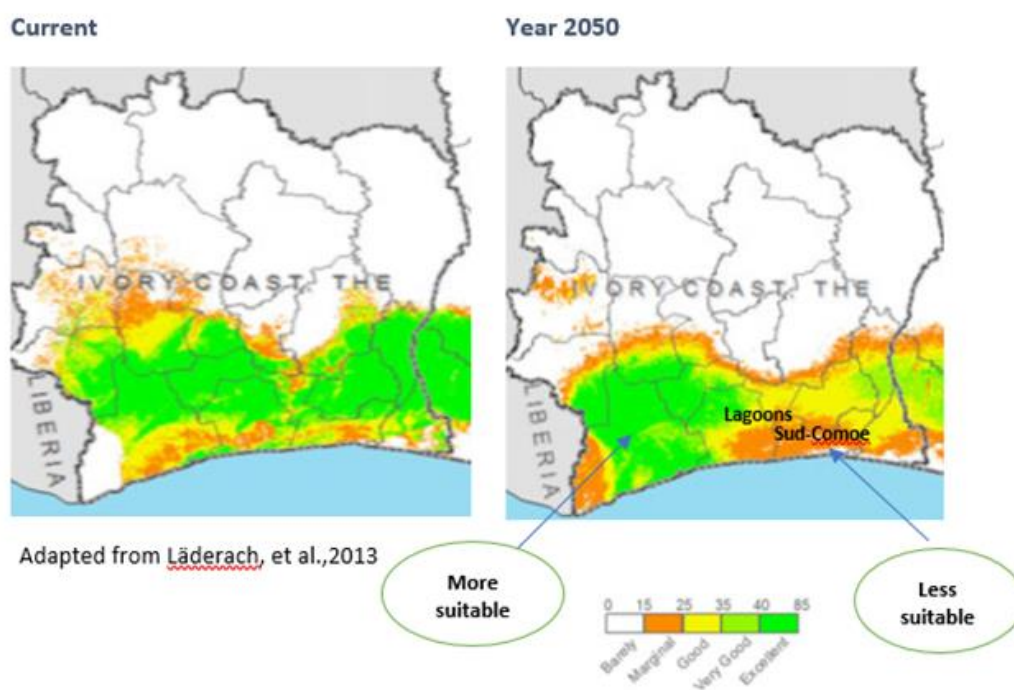 Current
Year 2050
IVORY COAST, THE
IVORY COAST, THE
LIBERIA
LIBERIA
Lagoons
Sud-Comoe
Adapted from Läderach, et al.,2013
More
suitable
Less
suitable
0 15 25 35 40 85
Barely
Marginal
Good
Very Good
Excellent